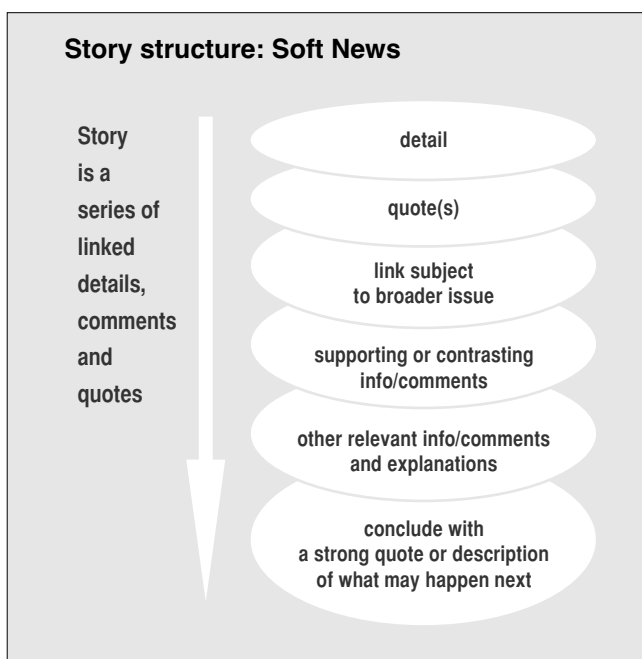 Story structure: Soft News
Story
is a
series of
linked
details,
comments
and
quotes
detail
quote(s)
link subject
to broader issue
supporting or contrasting
info/comments
other relevant info/comments
and explanations
conclude with
a strong quote or description
of what may happen next